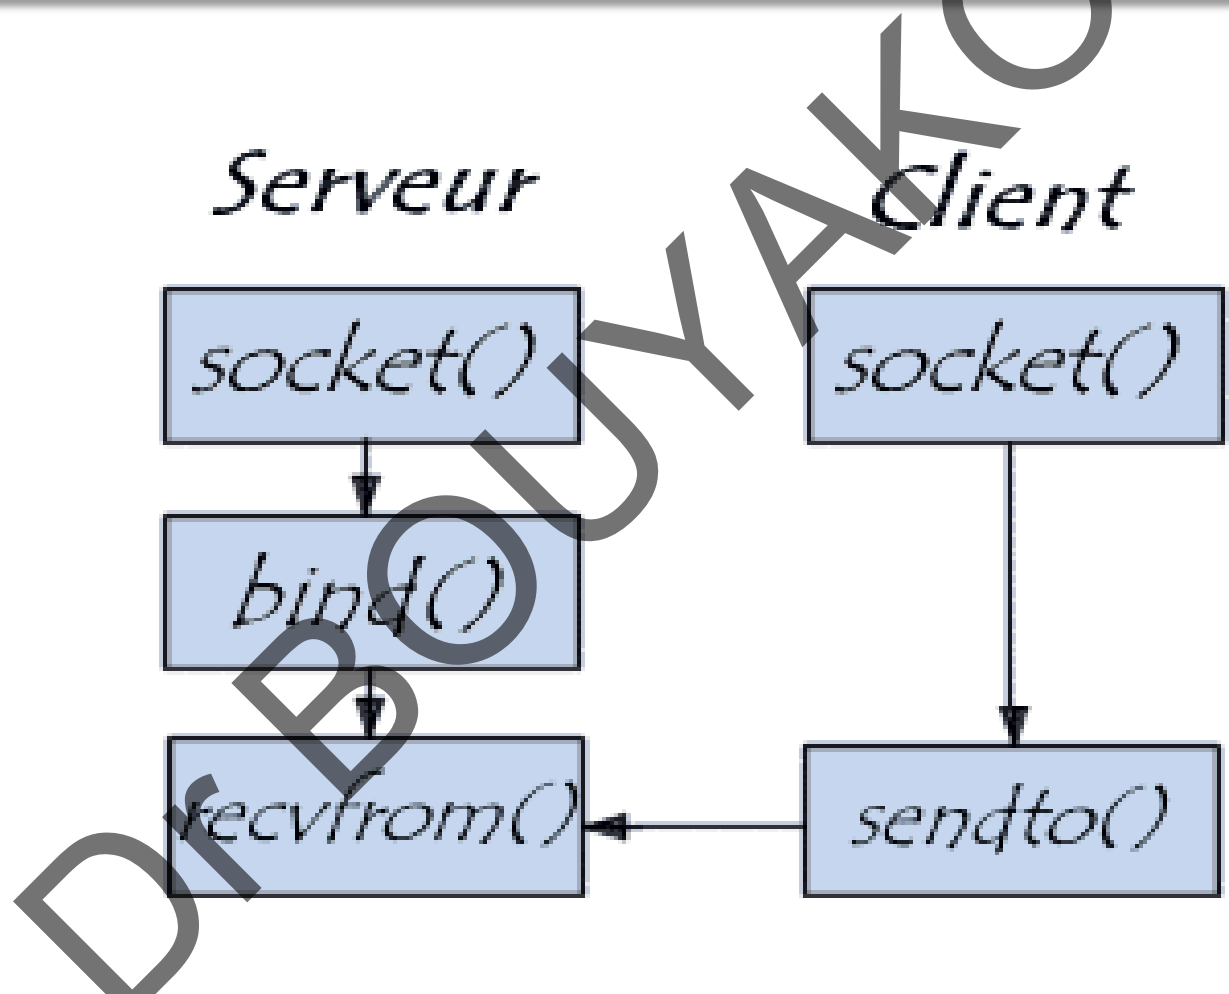 Serveur
Client
socket()
socket()
bind()
recvfrom()
sendto()
Dr BOUYAKO